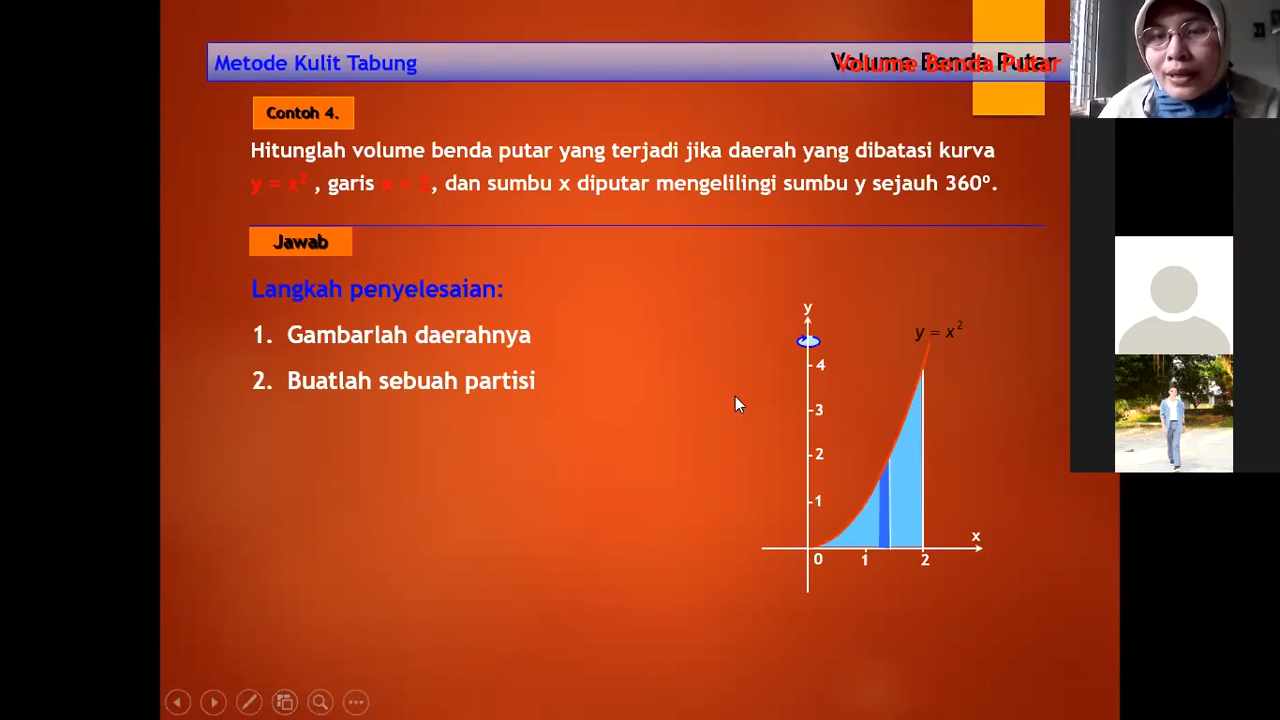 Metode Kulit Tabung
Volume Benda Putar
Contoh 4.
Hitunglah volume benda putar yang terjadi jika daerah yang dibatasi kurva
y = x² , garis x = 2, dan sumbu x diputar mengelilingi sumbu y sejauh 360º.
Jawab
Langkah penyelesaian:
1. Gambarlah daerahnya
2. Buatlah sebuah partisi
y
y = x²
4
3
2
1
x
0 1 2